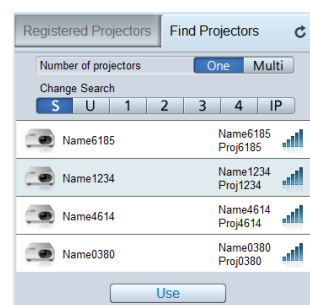 Registered Projectors Find Projectors
Number of projectors One Multi
Change Search
S U 1 2 3 4 IP
Name6185 Name6185
Proj6185
Name1234 Name1234
Proj1234
Name4614 Name4614
Proj4614
Name0380 Name0380
Proj0380
Use